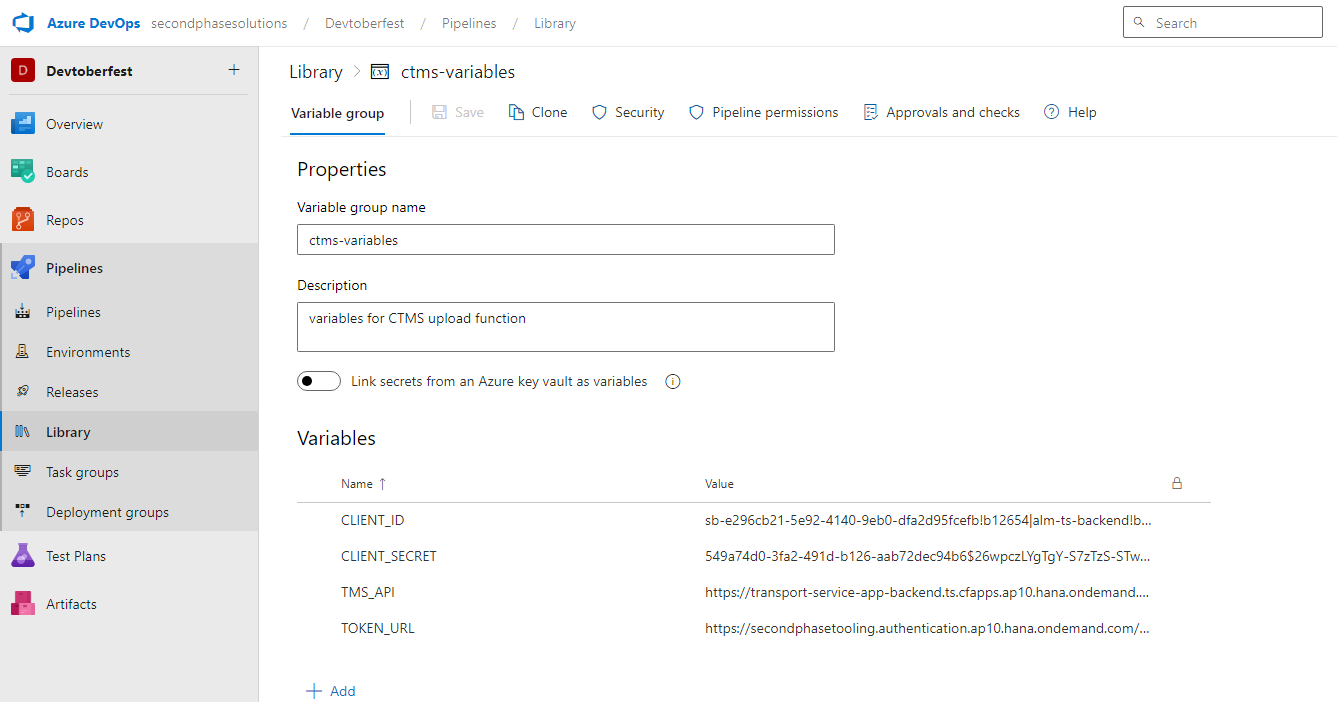 Azure DevOps secondphasesolutions / Devtoberfest / Pipelines / Library
Search
D Devtoberfest +
Overview
Boards
Repos
Pipelines
Pipelines
Environments
Releases
Library
Task groups
Deployment groups
Test Plans
Artifacts
Library > (x) ctms-variables
Variable group | Save Clone Security Pipeline permissions Approvals and checks ? Help
Properties
Variable group name
ctms-variables
Description
variables for CTMS upload function
Link secrets from an Azure key vault as variables i
Variables
Name ↑ Value
CLIENT_ID sb-e296cb21-5e92-4140-9eb0-dfa2d95fcefb!b12654|alm-ts-backend!b...
CLIENT_SECRET 549a74d0-3fa2-491d-b126-aab72dec94b6$26wpczLYgTgY-S7zTzS-STw...
TMS_API https://transport-service-app-backend.ts.cfapps.ap10.hana.ondemand....
TOKEN_URL https://secondphasetooling.authentication.ap10.hana.ondemand.com/...
+ Add